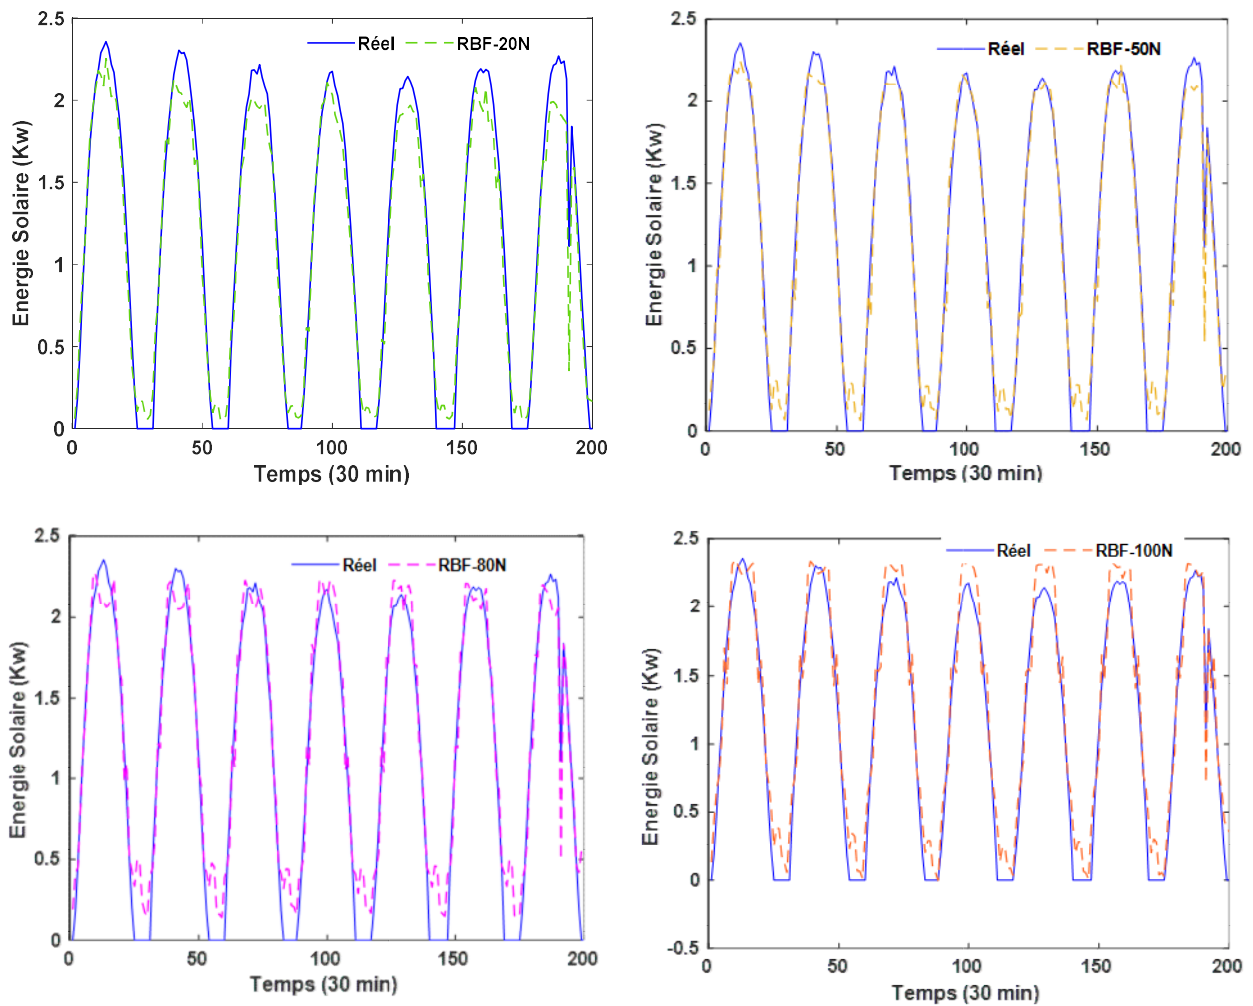 2.5
2
1.5
1
0.5
0
Energie Solaire (Kw)
Réel
RBF-20N
0
50
100
150
200
Temps (30 min)
2.5
2
1.5
1
0.5
0
Energie Solaire (Kw)
Réel
RBF-50N
0
50
100
150
200
Temps (30 min)
2.5
2
1.5
1
0.5
0
Energie Solaire (Kw)
Réel
RBF-80N
0
50
100
150
200
Temps (30 min)
2.5
2
1.5
1
0.5
0
-0.5
Energie Solaire (Kw)
Réel
RBF-100N
0
50
100
150
200
Temps (30 min)